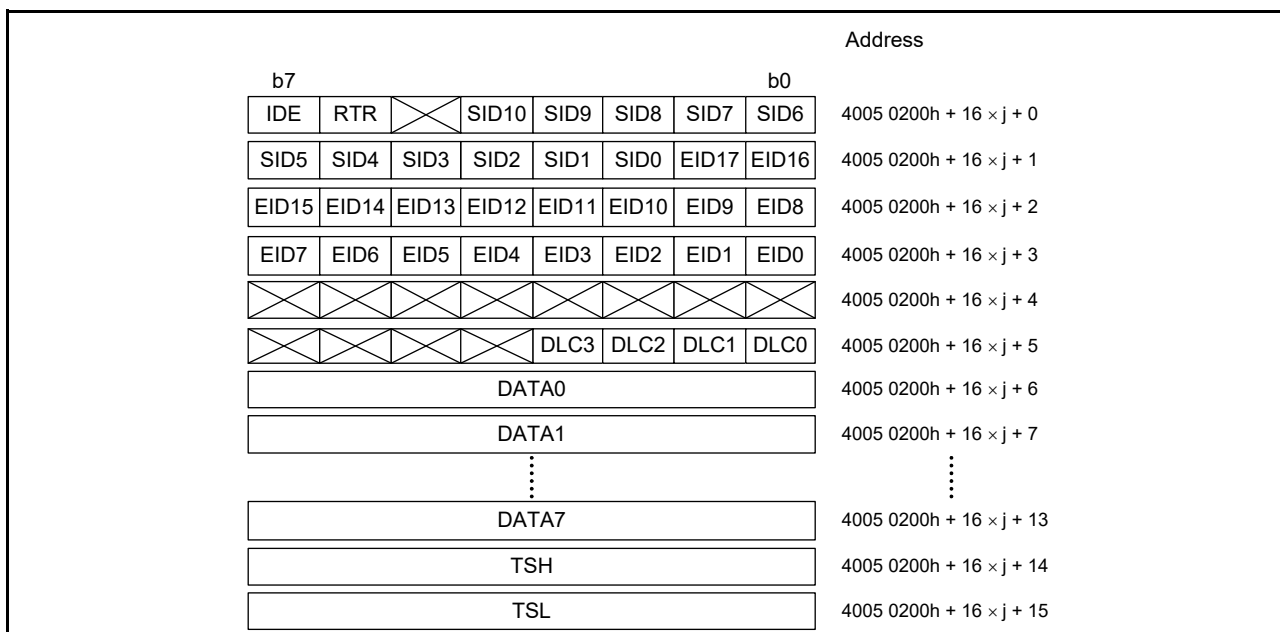 Address
b7 b0
IDE RTR SID10 SID9 SID8 SID7 SID6 4005 0200h + 16 × j + 0
SID5 SID4 SID3 SID2 SID1 SID0 EID17 EID16 4005 0200h + 16 × j + 1
EID15 EID14 EID13 EID12 EID11 EID10 EID9 EID8 4005 0200h + 16 × j + 2
EID7 EID6 EID5 EID4 EID3 EID2 EID1 EID0 4005 0200h + 16 × j + 3
4005 0200h + 16 × j + 4
DLC3 DLC2 DLC1 DLC0 4005 0200h + 16 × j + 5
DATA0 4005 0200h + 16 × j + 6
DATA1 4005 0200h + 16 × j + 7
DATA7 4005 0200h + 16 × j + 13
TSH 4005 0200h + 16 × j + 14
TSL 4005 0200h + 16 × j + 15